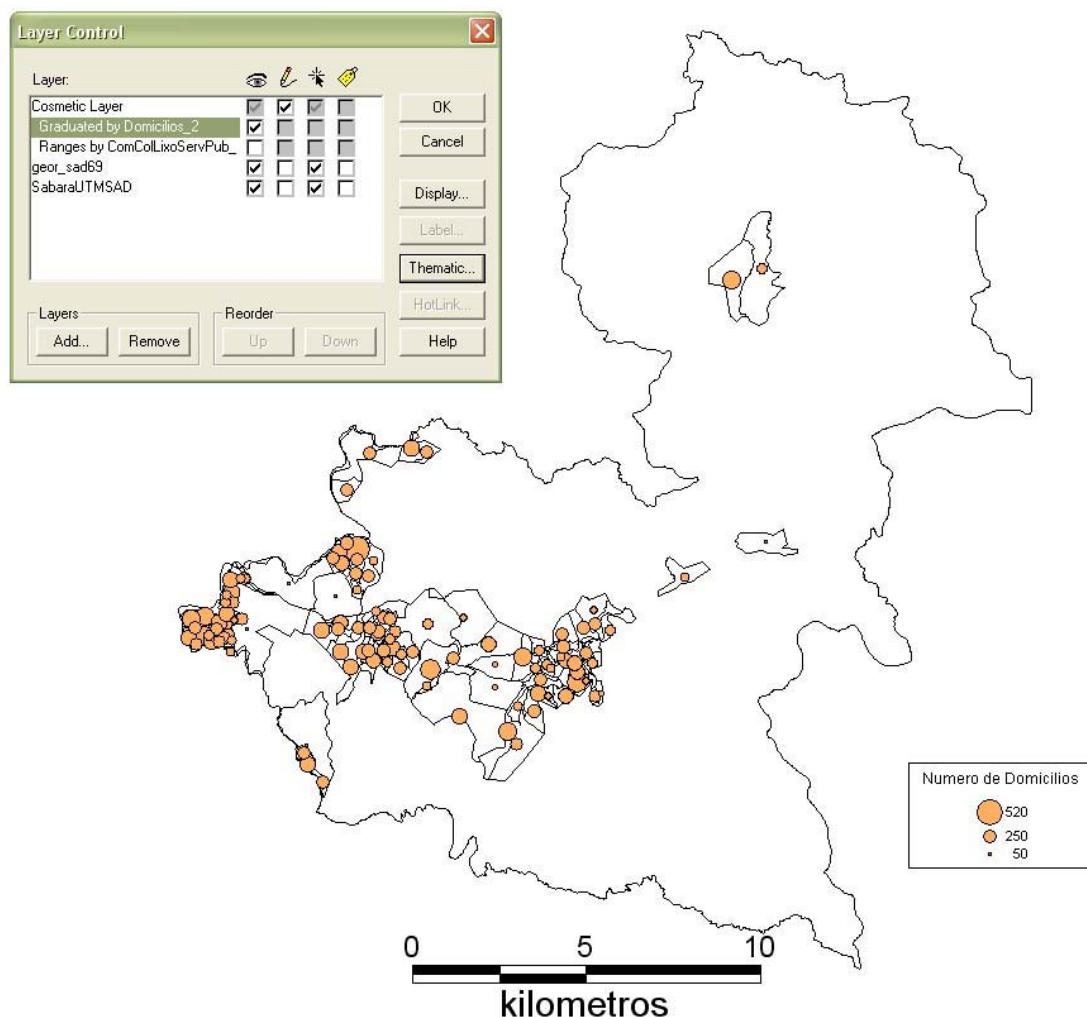 Layer Control
Layer:
Cosmetic Layer
Graduated by Domicilios_2
Ranges by ComColLixoServPub_
geor_sad69
SabaraUTMSAD
OK
Cancel
Display...
Label...
Thematic...
HotLink...
Help
Layers
Add...
Remove
Reorder
Up
Down
Numero de Domicilios
520
250
50
0 5 10
kilometros